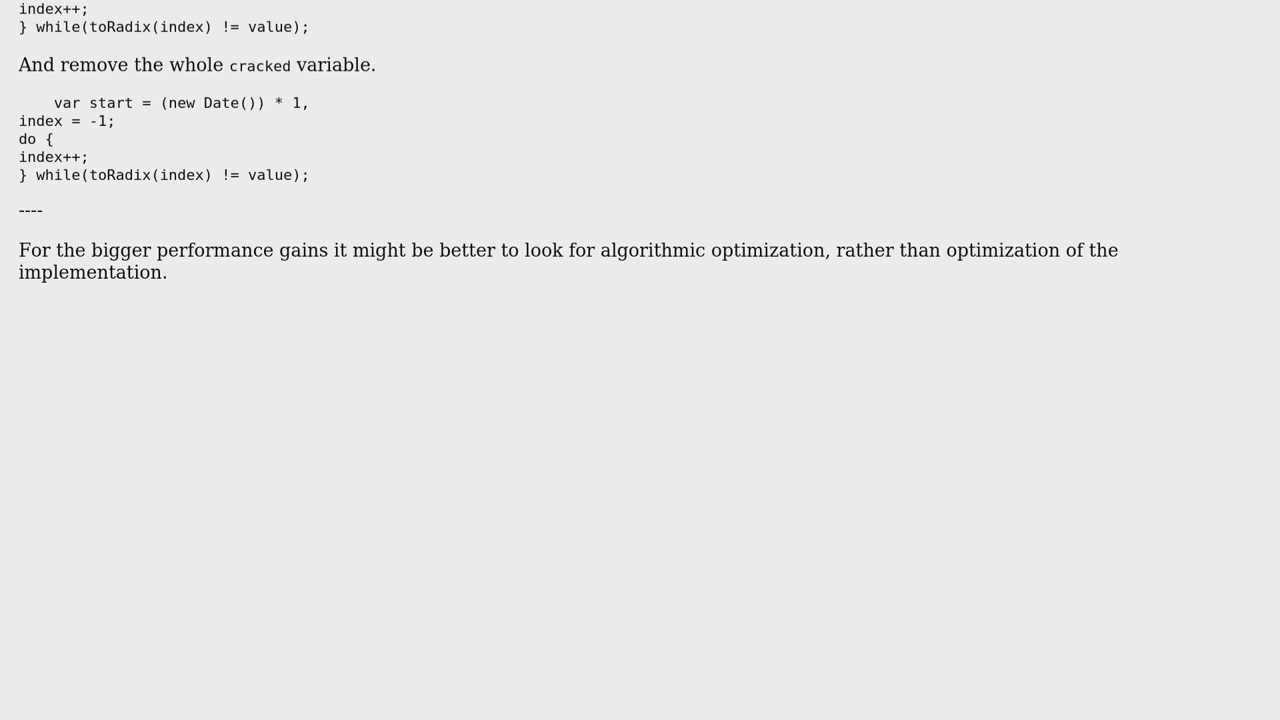 index++;
} while(toRadix(index) != value);
And remove the whole cracked variable.
    var start = (new Date()) * 1,
index = -1;
do {
index++;
} while(toRadix(index) != value);
----
For the bigger performance gains it might be better to look for algorithmic optimization, rather than optimization of the
implementation.